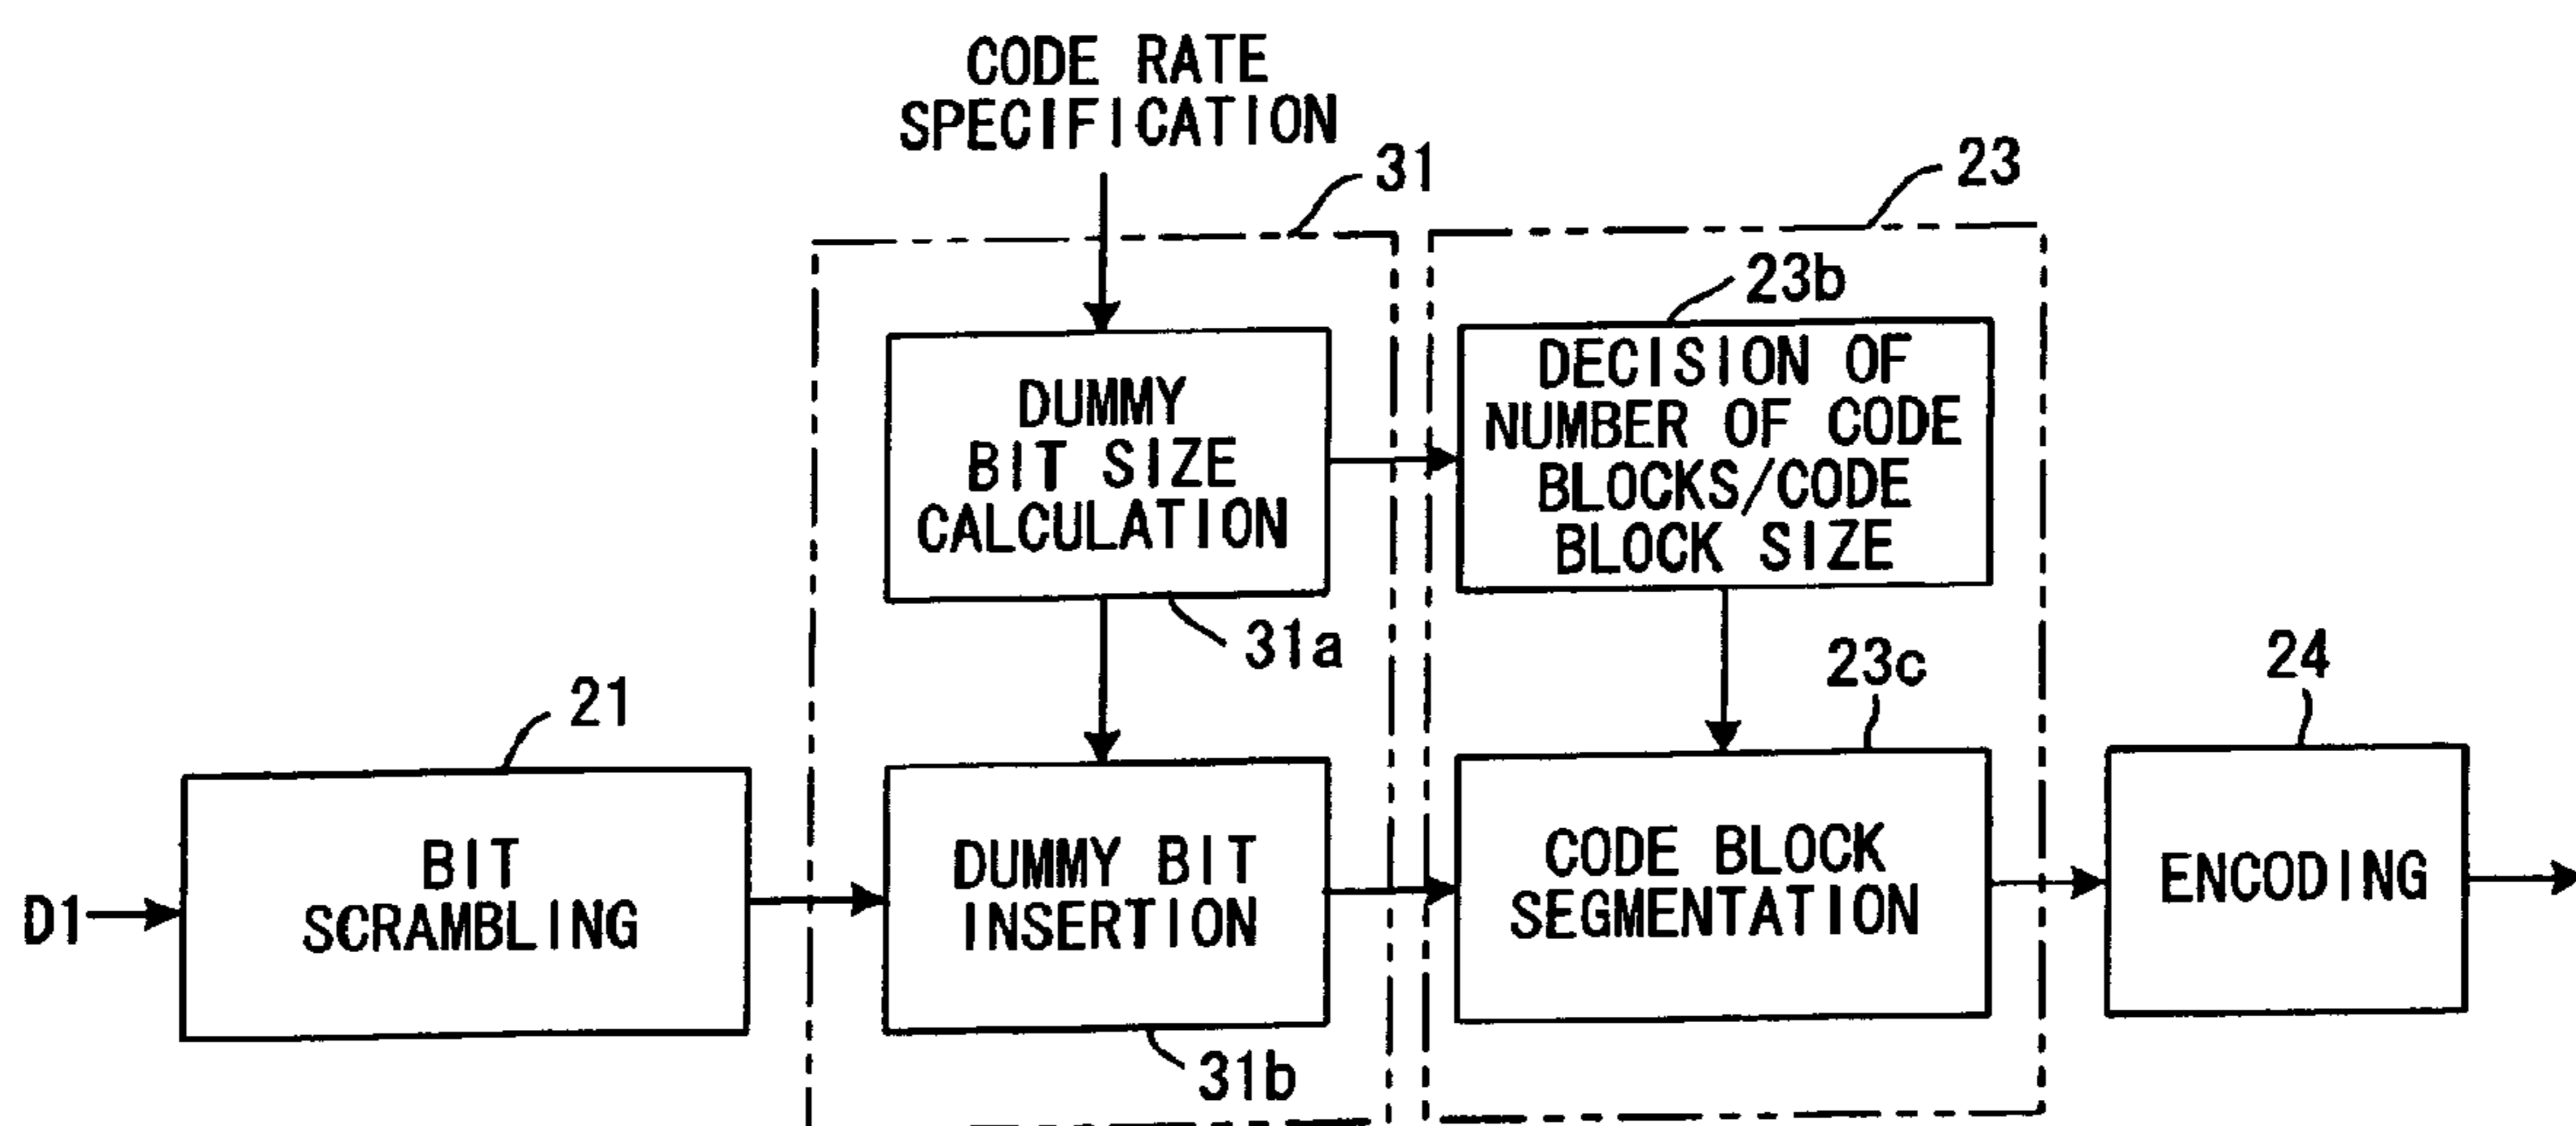 CODE RATE
SPECIFICATION
31
23
23b
DUMMY
BIT SIZE
CALCULATION
DECISION OF
NUMBER OF CODE
BLOCKS/CODE
BLOCK SIZE
31a
23c
24
21
D1
BIT
SCRAMBLING
DUMMY BIT
INSERTION
CODE BLOCK
SEGMENTATION
ENCODING
31b